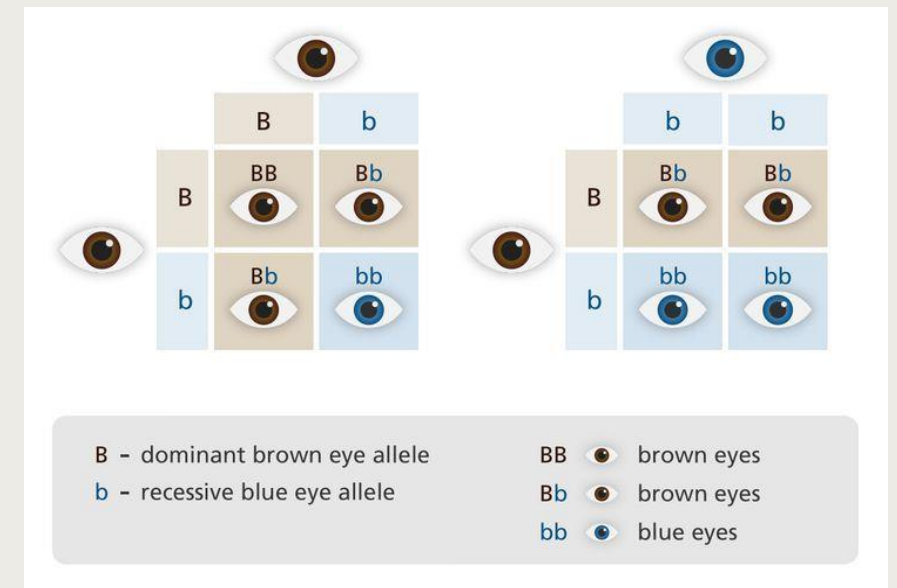 B b b b
B BB Bb B Bb Bb
b Bb bb b bb bb
B - dominant brown eye allele
b - recessive blue eye allele
BB brown eyes
Bb brown eyes
bb blue eyes